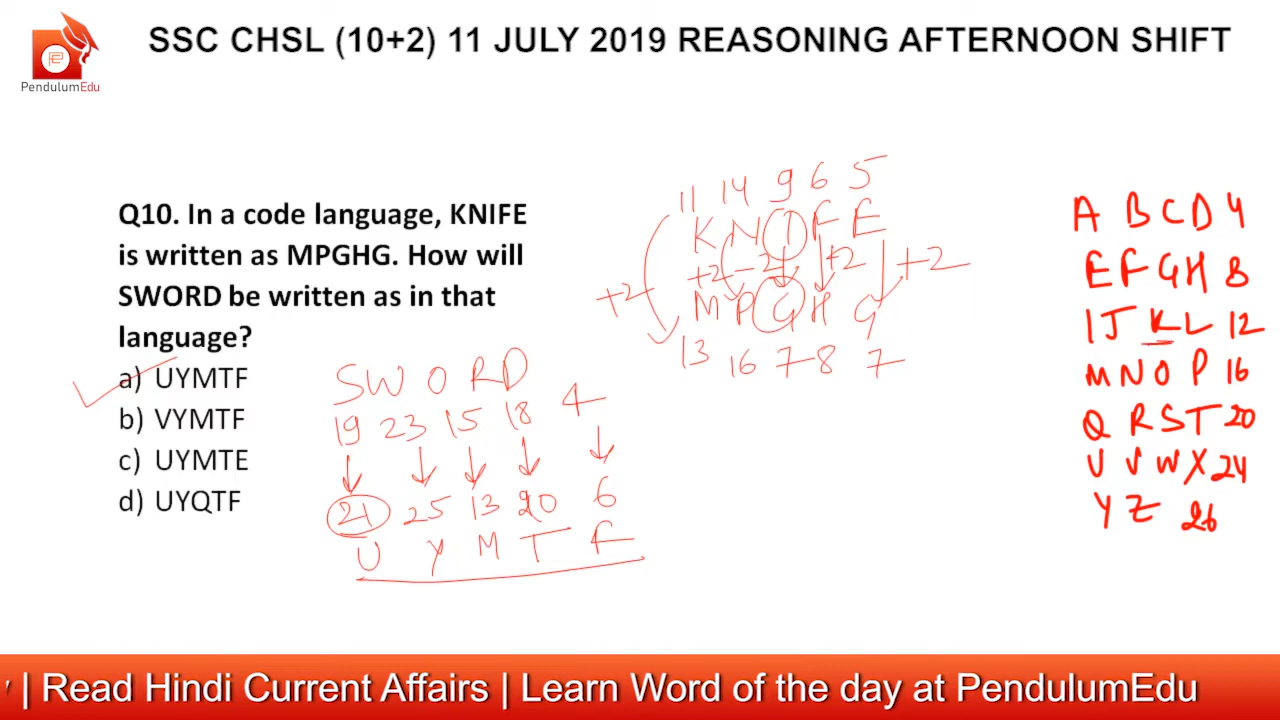 SSC CHSL (10+2) 11 JULY 2019 REASONING AFTERNOON SHIFT
PendulumEdu
Q10. In a code language, KNIFE
is written as MPGHG. How will
SWORD be written as in that
language?
a) UYMTF
b) VYMTF
c) UYMTE
d) UYQTF
11 14 9 6 5
K N I F E
+2 +2 -2 +2 +2
M P G H G
13 16 7 8 7
S W O R D
19 23 15 18 4
21 25 13 20 6
U Y M T F
A B C D 4
E F G H 8
I J K L 12
M N O P 16
Q R S T 20
U V W X 24
Y Z 26
| Read Hindi Current Affairs | Learn Word of the day at PendulumEdu